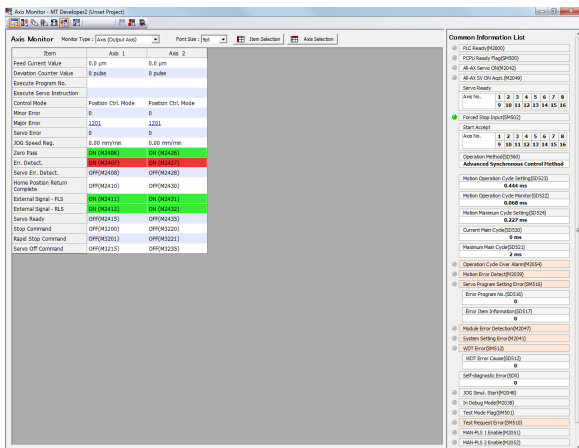 Axis Monitor - MT Developer2 (Unset Project)
Axis Monitor Monitor Type : Axis (Output Axis) Font Size : 9pt Item Selection Axis Selection
Item Axis 1 Axis 2
Feed Current Value 0.0 µm 0.0 µm
Deviation Counter Value 0 pulse 0 pulse
Execute Program No.
Execute Servo Instruction
Control Mode Position Ctrl. Mode Position Ctrl. Mode
Minor Error 0 0
Major Error 1201 1201
Servo Error 0 0
JOG Speed Reg. 0.00 mm/min 0.00 mm/min
Zero Pass ON (M2406) ON (M2426)
Err. Detect. ON (M2407) ON (M2427)
Servo Err. Detect. OFF(M2408) OFF(M2428)
Home Position Return
Complete OFF(M2410) OFF(M2430)
External Signal - FLS ON (M2411) ON (M2431)
External Signal - RLS ON (M2412) ON (M2432)
Servo Ready OFF(M2415) OFF(M2435)
Stop Command OFF(M3200) OFF(M3220)
Rapid Stop Command OFF(M3201) OFF(M3221)
Servo Off Command OFF(M3215) OFF(M3235)
Common Information List
PLC Ready(M2000)
PCPU Ready Flag(SM500)
All-AX Servo ON(M2042)
All-AX SV ON Acpt.(M2049)
Servo Ready
Axis No. 1 2 3 4 5 6 7 8
9 10 11 12 13 14 15 16
Forced Stop Input(SM502)
Start Accept
Axis No. 1 2 3 4 5 6 7 8
9 10 11 12 13 14 15 16
Operation Method(SD560)
Advanced Synchronous Control Method
Motion Operation Cycle Setting(SD523)
0.444 ms
Motion Operation Cycle Monitor(SD522)
0.068 ms
Motion Maximum Cycle Setting(SD524)
0.227 ms
Current Main Cycle(SD520)
0 ms
Maximum Main Cycle(SD521)
2 ms
Operation Cycle Over Alarm(M2054)
Motion Error Detect(M2039)
Servo Program Setting Error(SM516)
Error Program No.(SD516)
0
Error Item Information(SD517)
0
Module Error Detection(M2047)
System Setting Error(M2041)
WDT Error(SM512)
WDT Error Cause(SD512)
0
Self-diagnostic Error(SD0)
0
JOG Simul. Start(M2048)
In Debug Mode(M2038)
Test Mode Flag(SM501)
Test Request Error(SM510)
MAN-PLS 1 Enable(M2051)
MAN-PLS 2 Enable(M2052)